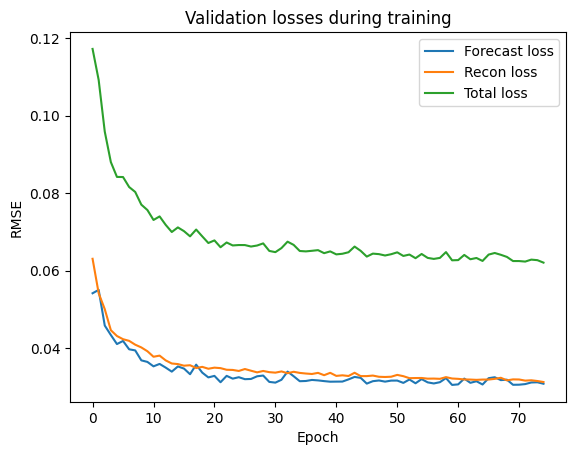 Validation losses during training
Forecast loss
Recon loss
Total loss
0.12
0.10
0.08
0.06
0.04
RMSE
0 10 20 30 40 50 60 70
Epoch